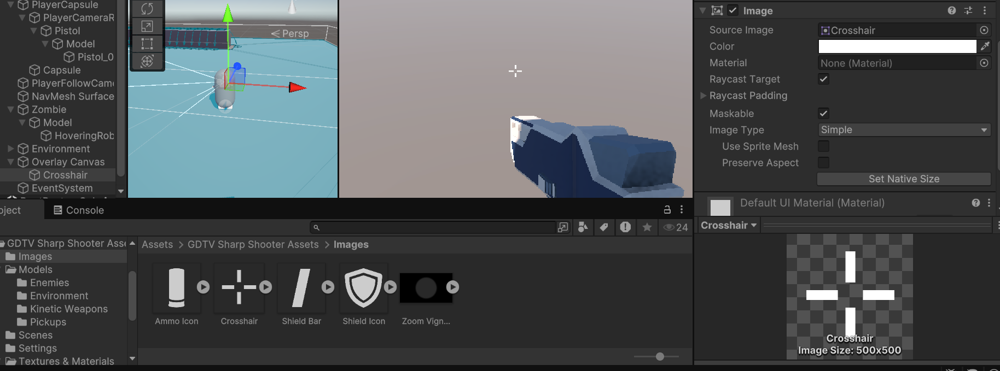 PlayerCapsule
PlayerCameraR
Pistol
Model
Pistol_0
Capsule
PlayerFollowCam
NavMesh Surface
Zombie
Model
HoveringRob
Environment
Overlay Canvas
Crosshair
EventSystem
< Persp
Image
Source Image
Crosshair
Color
Material
None (Material)
Raycast Target
Raycast Padding
Maskable
Image Type
Simple
Use Sprite Mesh
Preserve Aspect
Set Native Size
Default UI Material (Material)
Crosshair
Crosshair
Image Size: 500x500
oject
Console
24
GDTV Sharp Shooter Asse
Images
Models
Enemies
Environment
Kinetic Weapons
Pickups
Scenes
Settings
Textures & Materials
Assets > GDTV Sharp Shooter Assets > Images
Ammo Icon
Crosshair
Shield Bar
Shield Icon
Zoom Vign...